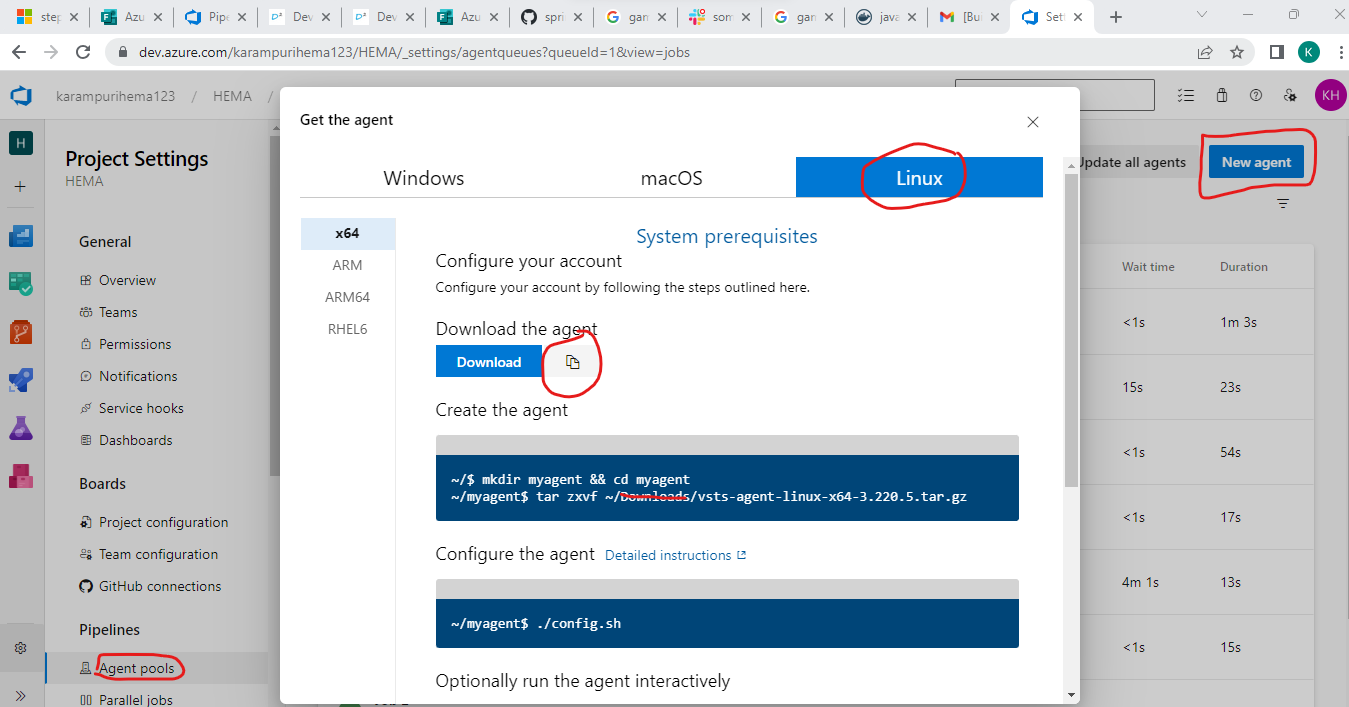 step
Azu
Pipe
Dev
Dev
Azu
spri
gam
som
gar
java
[Bui
Sett
dev.azure.com/karampurihema123/HEMA/_settings/agentqueues?queueId=1&view=jobs
K
karampurihema123 / HEMA /
KH
H
Project Settings
HEMA
General
Overview
Teams
Permissions
Notifications
Service hooks
Dashboards
Boards
Project configuration
Team configuration
GitHub connections
Pipelines
Agent pools
Parallel jobs
Get the agent
Windows
macOS
Linux
x64
ARM
ARM64
RHEL6
System prerequisites
Configure your account
Configure your account by following the steps outlined here.
Download the agent
Download
Create the agent
~/$ mkdir myagent && cd myagent
~/myagent$ tar zxvf ~/Downloads/vsts-agent-linux-x64-3.220.5.tar.gz
Configure the agent Detailed instructions
~/myagent$ ./config.sh
Optionally run the agent interactively
Update all agents
New agent
Wait time Duration
<1s 1m 3s
15s 23s
<1s 54s
<1s 17s
4m 1s 13s
<1s 15s